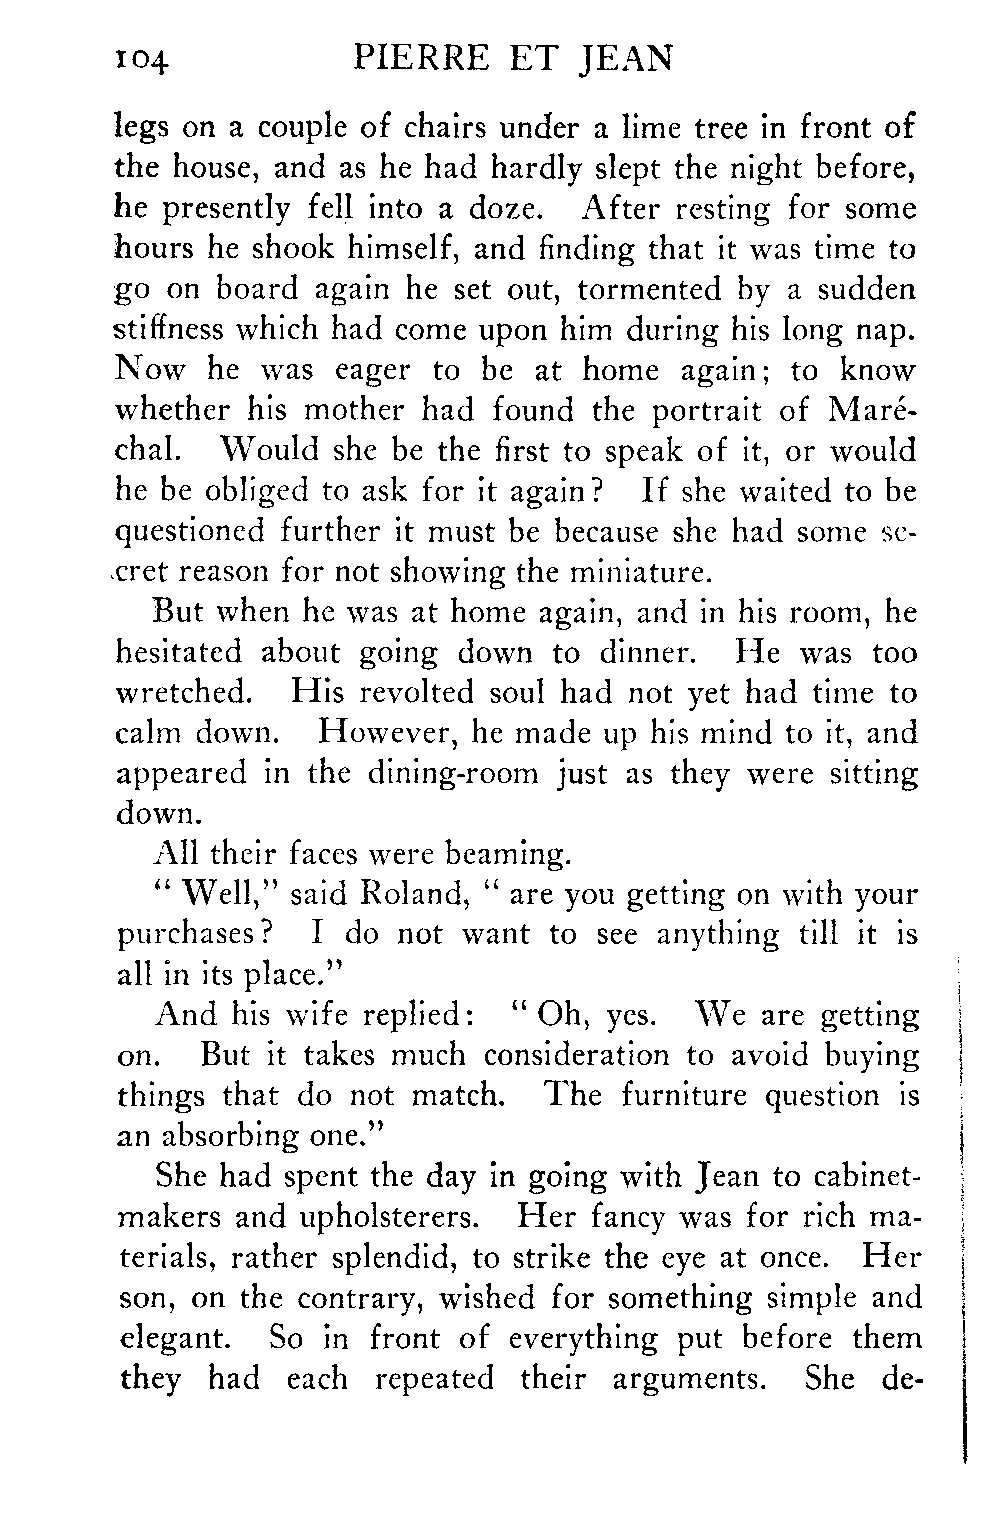 104 PIERRE ET JEAN
legs on a couple of chairs under a lime tree in front of
the house, and as he had hardly slept the night before,
he presently fell into a doze. After resting for some
hours he shook himself, and finding that it was time to
go on board again he set out, tormented by a sudden
stiffness which had come upon him during his long nap.
Now he was eager to be at home again; to know
whether his mother had found the portrait of Maré-
chal. Would she be the first to speak of it, or would
he be obliged to ask for it again? If she waited to be
questioned further it must be because she had some se-
cret reason for not showing the miniature.
But when he was at home again, and in his room, he
hesitated about going down to dinner. He was too
wretched. His revolted soul had not yet had time to
calm down. However, he made up his mind to it, and
appeared in the dining-room just as they were sitting
down.
All their faces were beaming.
“ Well,” said Roland, “ are you getting on with your
purchases? I do not want to see anything till it is
all in its place.”
And his wife replied: “ Oh, yes. We are getting
on. But it takes much consideration to avoid buying
things that do not match. The furniture question is
an absorbing one.”
She had spent the day in going with Jean to cabinet-
makers and upholsterers. Her fancy was for rich ma-
terials, rather splendid, to strike the eye at once. Her
son, on the contrary, wished for something simple and
elegant. So in front of everything put before them
they had each repeated their arguments. She de-